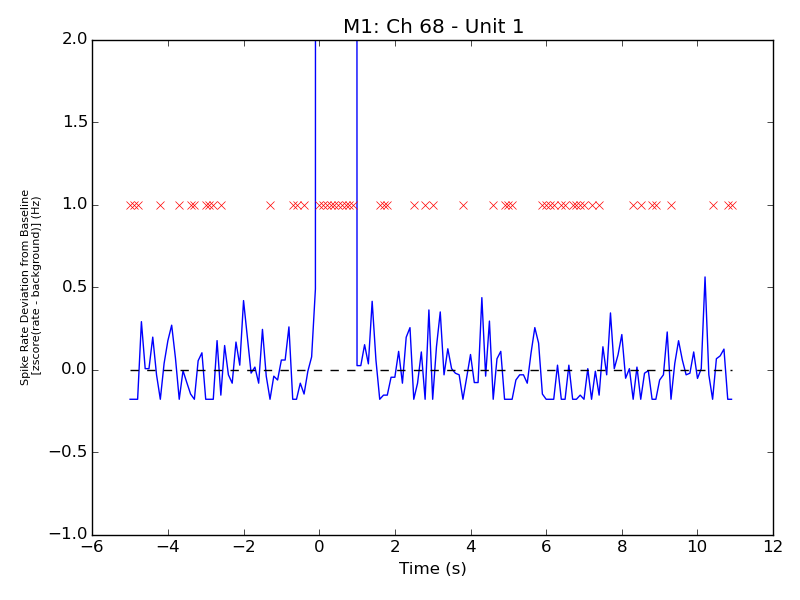 M1: Ch 68 - Unit 1
Spike Rate Deviation from Baseline
[zscore(rate - background)] (Hz)
2.0
1.5
1.0
0.5
0.0
−0.5
−1.0
−6 −4 −2 0 2 4 6 8 10 12
Time (s)